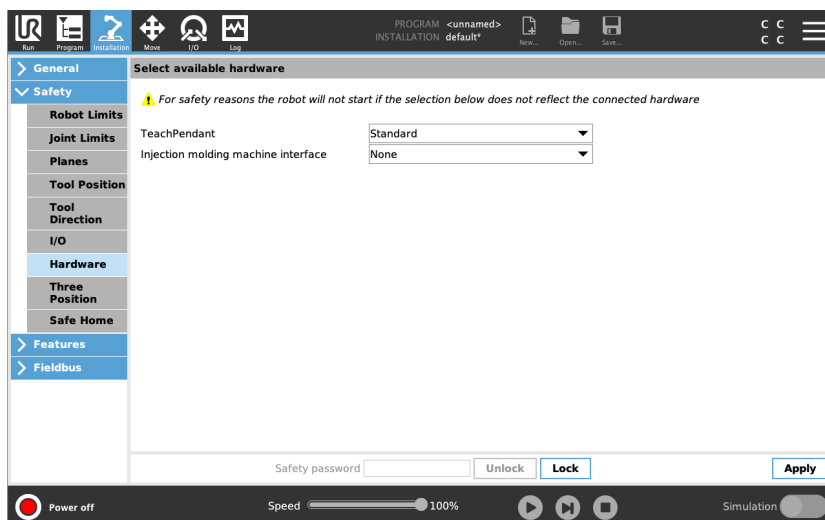 PROGRAM <unnamed>
INSTALLATION default*
UR
Run Program Installation Move I/O Log New... Open... Save...
C C
C C
General
Safety
Robot Limits
Joint Limits
Planes
Tool Position
Tool
Direction
I/O
Hardware
Three
Position
Safe Home
Features
Fieldbus
Select available hardware
! For safety reasons the robot will not start if the selection below does not reflect the connected hardware
TeachPendant Standard
Injection molding machine interface None
Safety password Unlock Lock Apply
Power off Speed 100% Simulation